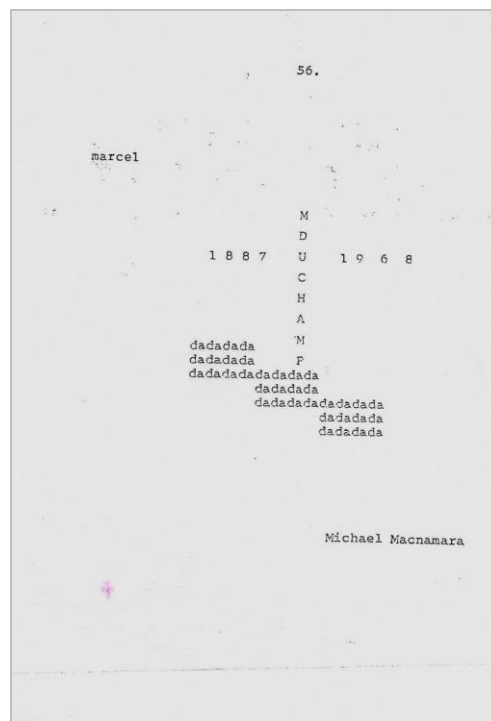 56.
marcel
M
D
1 8 8 7 U 1 9 6 8
C
H
A
dadadada M
dadadada P
dadadadadadadada
dadadada
dadadadadadadada
dadadada
dadadada
Michael Macnamara